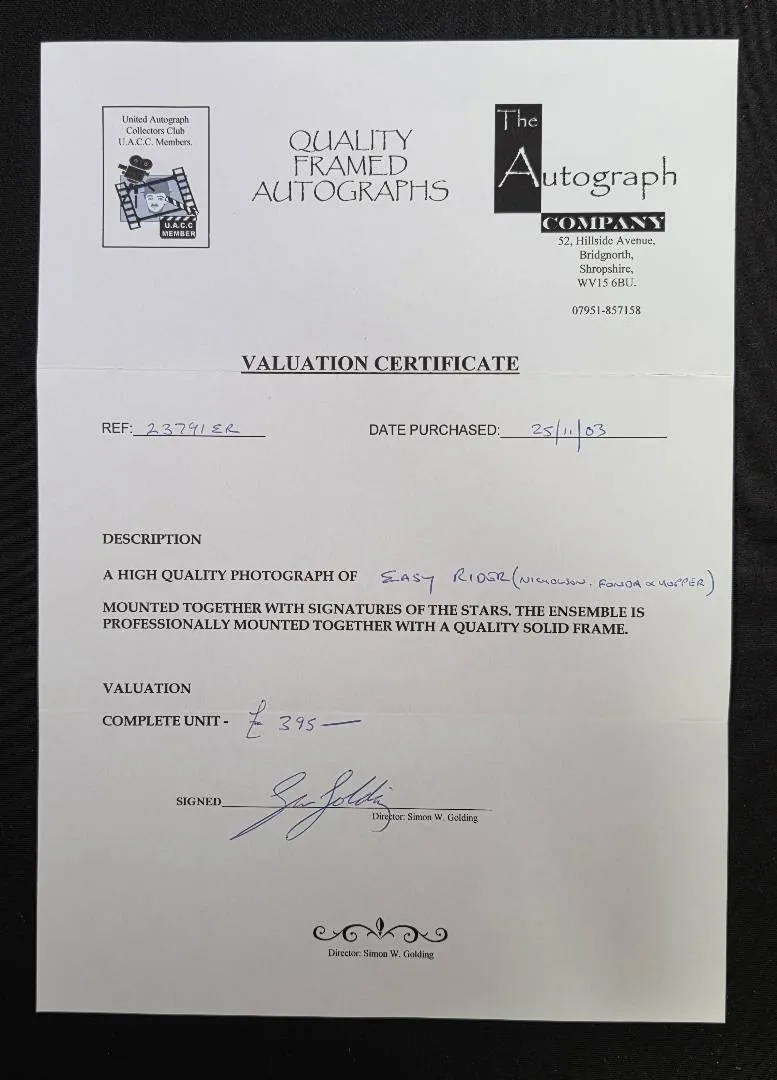 United Autograph
Collectors Club
U.A.C.C. Members.
U.A.C.C
MEMBER
QUALITY
FRAMED
AUTOGRAPHS
The
Autograph
COMPANY
52, Hillside Avenue,
Bridgnorth,
Shropshire,
WV15 6BU.
07951-857158
VALUATION CERTIFICATE
REF: 23791ER DATE PURCHASED: 25/11/03
DESCRIPTION
A HIGH QUALITY PHOTOGRAPH OF EASY RIDER (NICHOLSON, FONDA & HOPPER)
MOUNTED TOGETHER WITH SIGNATURES OF THE STARS. THE ENSEMBLE IS
PROFESSIONALLY MOUNTED TOGETHER WITH A QUALITY SOLID FRAME.
VALUATION
COMPLETE UNIT - £ 395 —
SIGNED
Director: Simon W. Golding
Director: Simon W. Golding